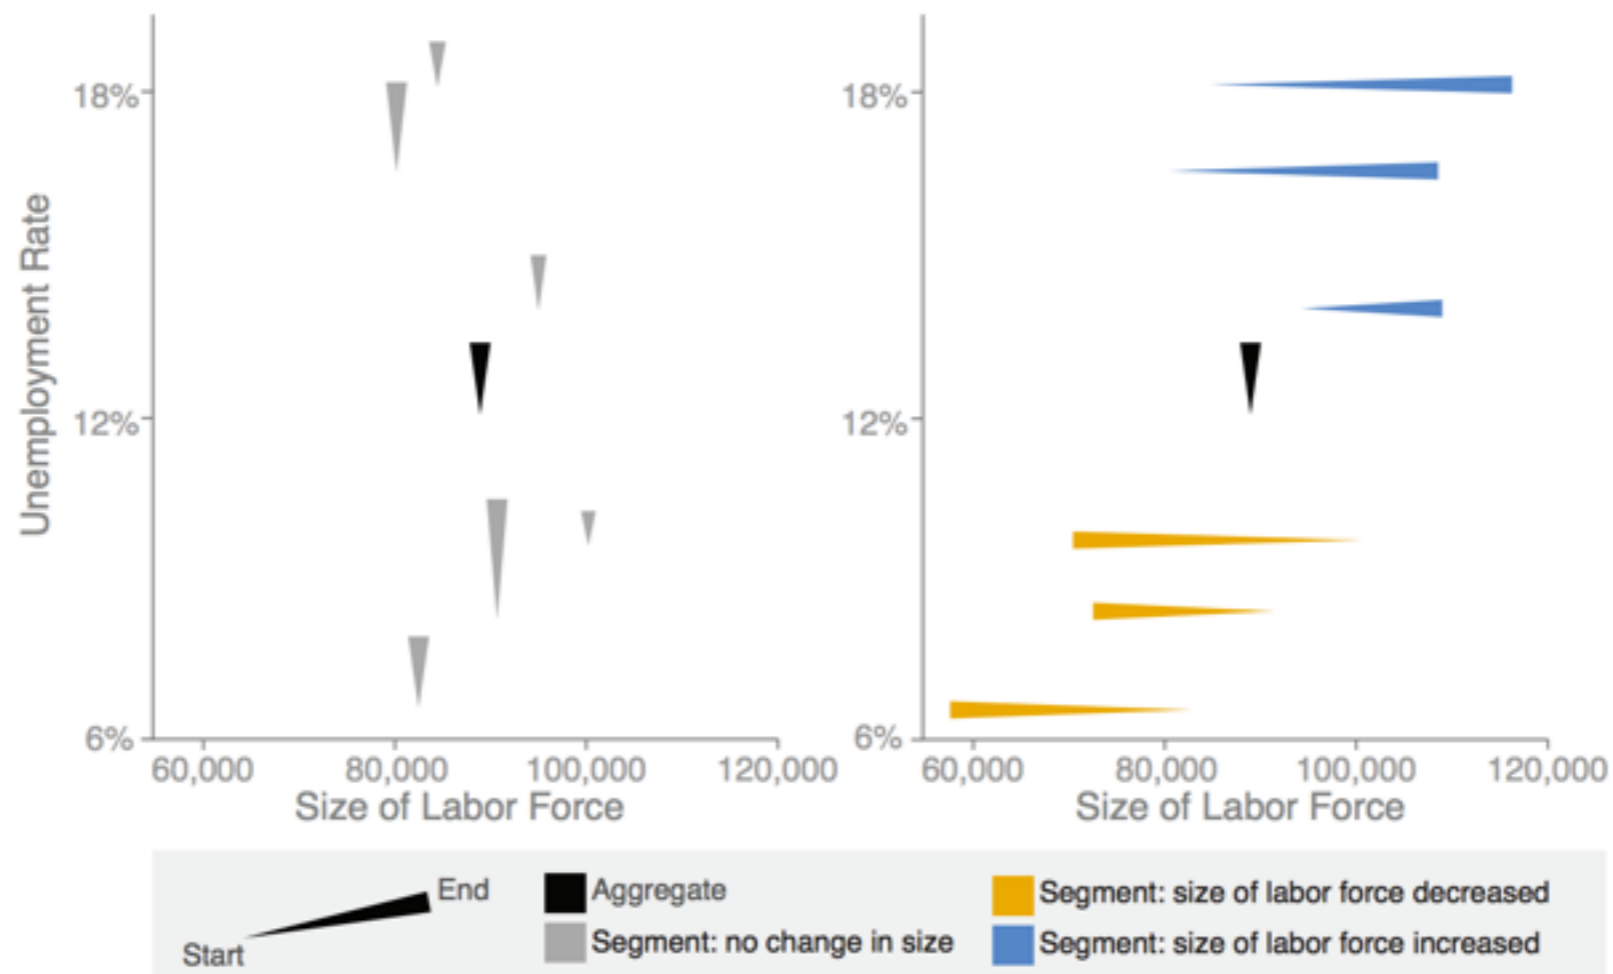 Unemployment Rate
18%
12%
6%
60,000 80,000 100,000 120,000
Size of Labor Force
18%
12%
6%
60,000 80,000 100,000 120,000
Size of Labor Force
Start
End
Aggregate
Segment: no change in size
Segment: size of labor force decreased
Segment: size of labor force increased